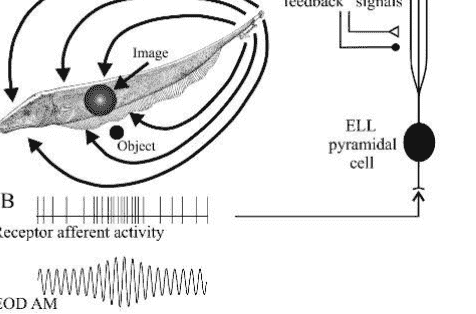 feedback signals
Image
Object
ELL
pyramidal
cell
B
Receptor afferent activity
EOD AM